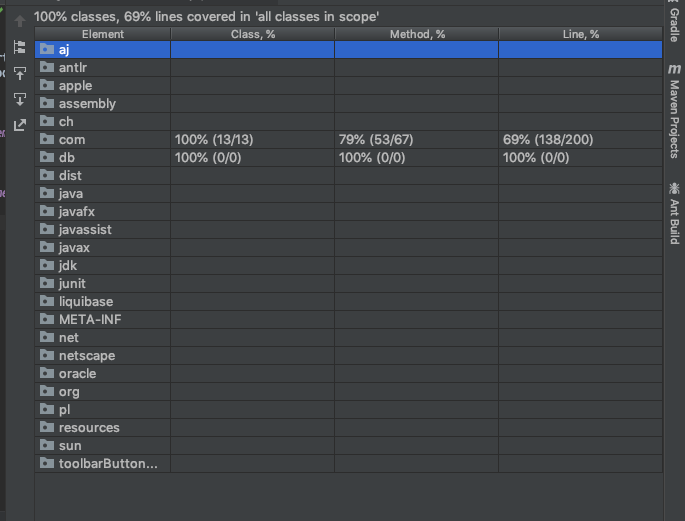 100% classes, 69% lines covered in 'all classes in scope'
Element Class, % Method, % Line, %
aj
antlr
apple
assembly
ch
com 100% (13/13) 79% (53/67) 69% (138/200)
db 100% (0/0) 100% (0/0) 100% (0/0)
dist
java
javafx
javassist
javax
jdk
junit
liquibase
META-INF
net
netscape
oracle
org
pl
resources
sun
toolbarButton...
Gradle
m Maven Projects
Ant Build